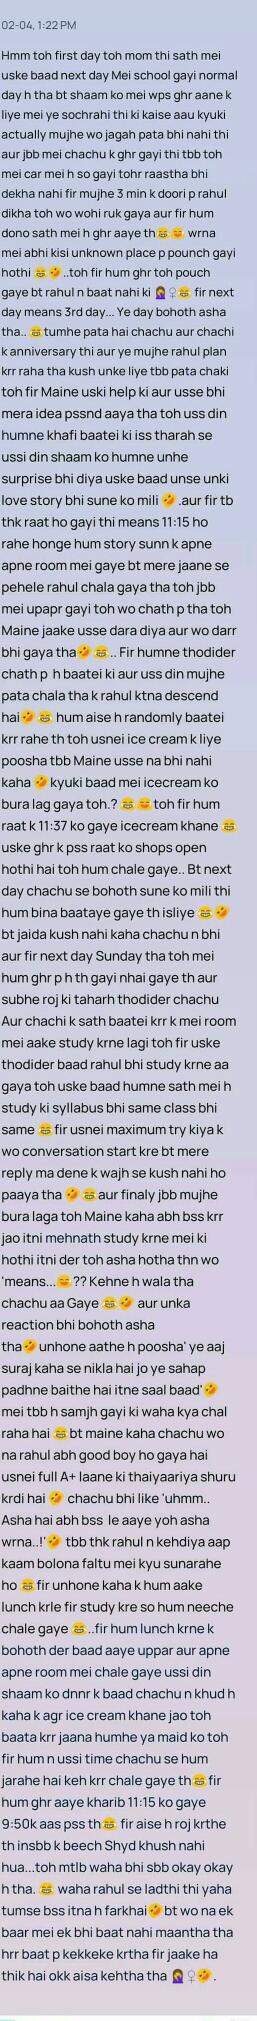 02-04, 1:22 PM
Hmm toh first day toh mom thi sath mei
uske baad next day Mei school gayi normal
day h tha bt shaam ko mei wps ghr aane k
liye mei ye sochrahi thi ki kaise aau kyuki
actually mujhe wo jagah pata bhi nahi thi
aur jbb mei chachu k ghr gayi thi tbb toh
mei car mei h so gayi tohr raastha bhi
dekha nahi fir mujhe 3 min k doori p rahul
dikha toh wo wohi ruk gaya aur fir hum
dono sath mei h ghr aaye th😂😄 wrna
mei abhi kisi unknown place p pounch gayi
hothi 😂🤣..toh fir hum ghr toh pouch
gaye bt rahul n baat nahi ki 🤦♀️😂 fir next
day means 3rd day... Ye day bohoth asha
tha.. 😂tumhe pata hai chachu aur chachi
k anniversary thi aur ye mujhe rahul plan
krr raha tha kush unke liye tbb pata chaki
toh fir Maine uski help ki aur usse bhi
mera idea pssnd aaya tha toh uss din
humne khafi baatei ki iss tharah se
ussi din shaam ko humne unhe
surprise bhi diya uske baad unse unki
love story bhi sune ko mili 🤣.aur fir tb
thk raat ho gayi thi means 11:15 ho
rahe honge hum story sunn k apne
apne room mei gaye bt mere jaane se
pehele rahul chala gaya tha toh jbb
mei upapr gayi toh wo chath p tha toh
Maine jaake usse dara diya aur wo darr
bhi gaya tha🤣😂.. Fir humne thodider
chath p h baatei ki aur uss din mujhe
pata chala tha k rahul ktna descend
hai🤣😂 hum aise h randomly baatei
krr rahe th toh usnei ice cream k liye
poosha tbb Maine usse na bhi nahi
kaha 🤣kyuki baad mei icecream ko
bura lag gaya toh.? 😂😄toh fir hum
raat k 11:37 ko gaye icecream khane 😂
uske ghr k pss raat ko shops open
hothi hai toh hum chale gaye.. Bt next
day chachu se bohoth sune ko mili thi
hum bina baataye gaye th isliye 😂🤣
bt jaida kush nahi kaha chachu n bhi
aur fir next day Sunday tha toh mei
hum ghr p h th gayi nhai gaye th aur
subhe roj ki taharh thodider chachu
Aur chachi k sath baatei krr k mei room
mei aake study krne lagi toh fir uske
thodider baad rahul bhi study krne aa
gaya toh uske baad humne sath mei h
study ki syllabus bhi same class bhi
same 😂fir usnei maximum try kiya k
wo conversation start kre bt mere
reply ma dene k wajh se kush nahi ho
paaya tha 🤣😂aur finaly jbb mujhe
bura laga toh Maine kaha abh bss krr
jao itni mehnath study krne mei ki
hothi itni der toh asha hotha thn wo
'means...😄?? Kehne h wala tha
chachu aa Gaye 😂🤣 aur unka
reaction bhi bohoth asha
tha🤣unhone aathe h poosha' ye aaj
suraj kaha se nikla hai jo ye sahap
padhne baithe hai itne saal baad'🤣
mei tbb h samjh gayi ki waha kya chal
raha hai 😂bt maine kaha chachu wo
na rahul abh good boy ho gaya hai
usnei full A+ laane ki thaiyaariya shuru
krdi hai 🤣 chachu bhi like 'uhmm..
Asha hai abh bss le aaye yoh asha
wrna..!'🤣 tbb thk rahul n kehdiya aap
kaam bolona faltu mei kyu sunarahe
ho 😂fir unhone kaha k hum aake
lunch krle fir study kre so hum neeche
chale gaye 😂..fir hum lunch krne k
bohoth der baad aaye uppar aur apne
apne room mei chale gaye ussi din
shaam ko dnnr k baad chachu n khud h
kaha k agr ice cream khane jao toh
baata krr jaana humhe ya maid ko toh
fir hum n ussi time chachu se hum
jarahe hai keh krr chale gaye th😂fir
hum ghr aaye kharib 11:15 ko gaye
9:50k aas pss th😂 fir aise h roj krthe
th insbb k beech Shyd khush nahi
hua...toh mtlb waha bhi sbb okay okay
h tha. 😂 waha rahul se ladthi thi yaha
tumse bss itna h farkhai🤣bt wo na ek
baar mei ek bhi baat nahi maantha tha
hrr baat p kekkeke krtha fir jaake ha
thik hai okk aisa kehtha tha 🤦♀️🤣.